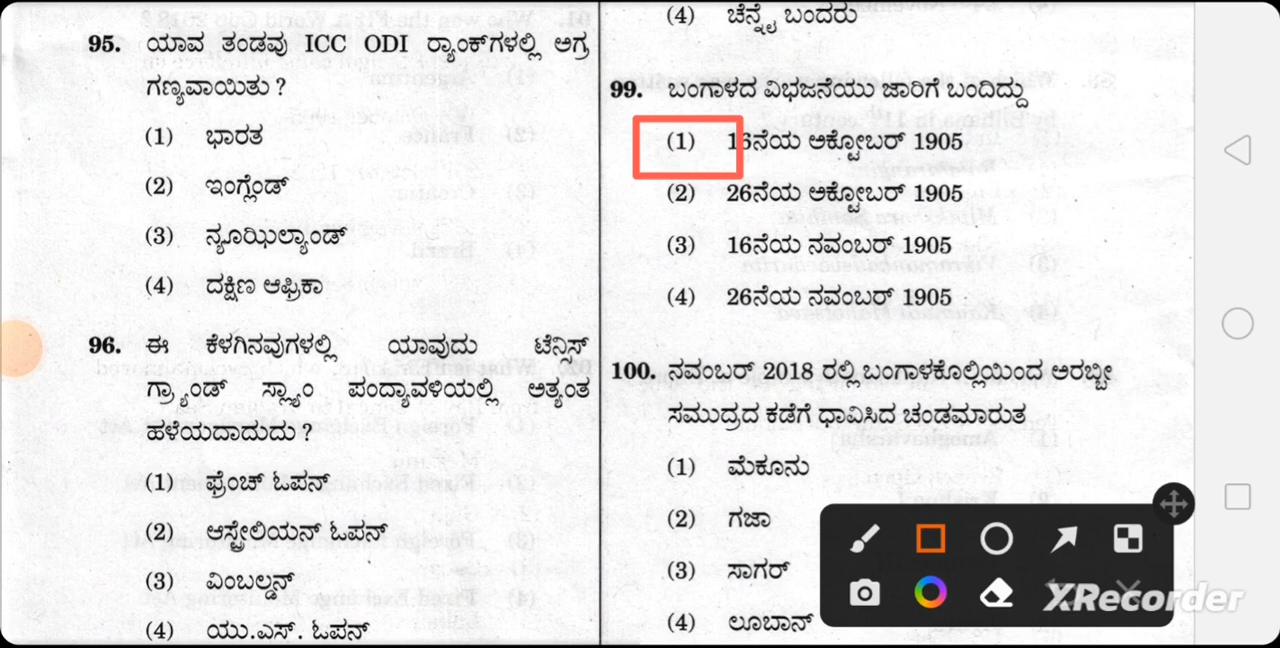 95. ಯಾವ ತಂಡವು ICC ODI ರ‍್ಯಾಂಕ್‌ಗಳಲ್ಲಿ ಅಗ್ರ
ಗಣ್ಯವಾಯಿತು ?
(1) ಭಾರತ
(2) ಇಂಗ್ಲೆಂಡ್
(3) ನ್ಯೂಝಿಲ್ಯಾಂಡ್
(4) ದಕ್ಷಿಣ ಆಫ್ರಿಕಾ
96. ಈ ಕೆಳಗಿನವುಗಳಲ್ಲಿ ಯಾವುದು ಟೆನ್ನಿಸ್
ಗ್ರ್ಯಾಂಡ್ ಸ್ಲ್ಯಾಂ ಪಂದ್ಯಾವಳಿಯಲ್ಲಿ ಅತ್ಯಂತ
ಹಳೆಯದಾದುದು ?
(1) ಫ್ರೆಂಚ್ ಓಪನ್
(2) ಆಸ್ಟ್ರೇಲಿಯನ್ ಓಪನ್
(3) ವಿಂಬಲ್ಡನ್
(4) ಯು.ಎಸ್. ಓಪನ್
(4) ಚೆನ್ನೈ ಬಂದರು
99. ಬಂಗಾಳದ ವಿಭಜನೆಯು ಜಾರಿಗೆ ಬಂದಿದ್ದು
(1) 16ನೆಯ ಅಕ್ಟೋಬರ್ 1905
(2) 26ನೆಯ ಅಕ್ಟೋಬರ್ 1905
(3) 16ನೆಯ ನವಂಬರ್ 1905
(4) 26ನೆಯ ನವಂಬರ್ 1905
100. ನವಂಬರ್ 2018 ರಲ್ಲಿ ಬಂಗಾಳಕೊಲ್ಲಿಯಿಂದ ಅರಬ್ಬೀ
ಸಮುದ್ರದ ಕಡೆಗೆ ಧಾವಿಸಿದ ಚಂಡಮಾರುತ
(1) ಮೆಕೂನು
(2) ಗಜಾ
(3) ಸಾಗರ್
(4) ಲೂಬಾನ್
XRecorder